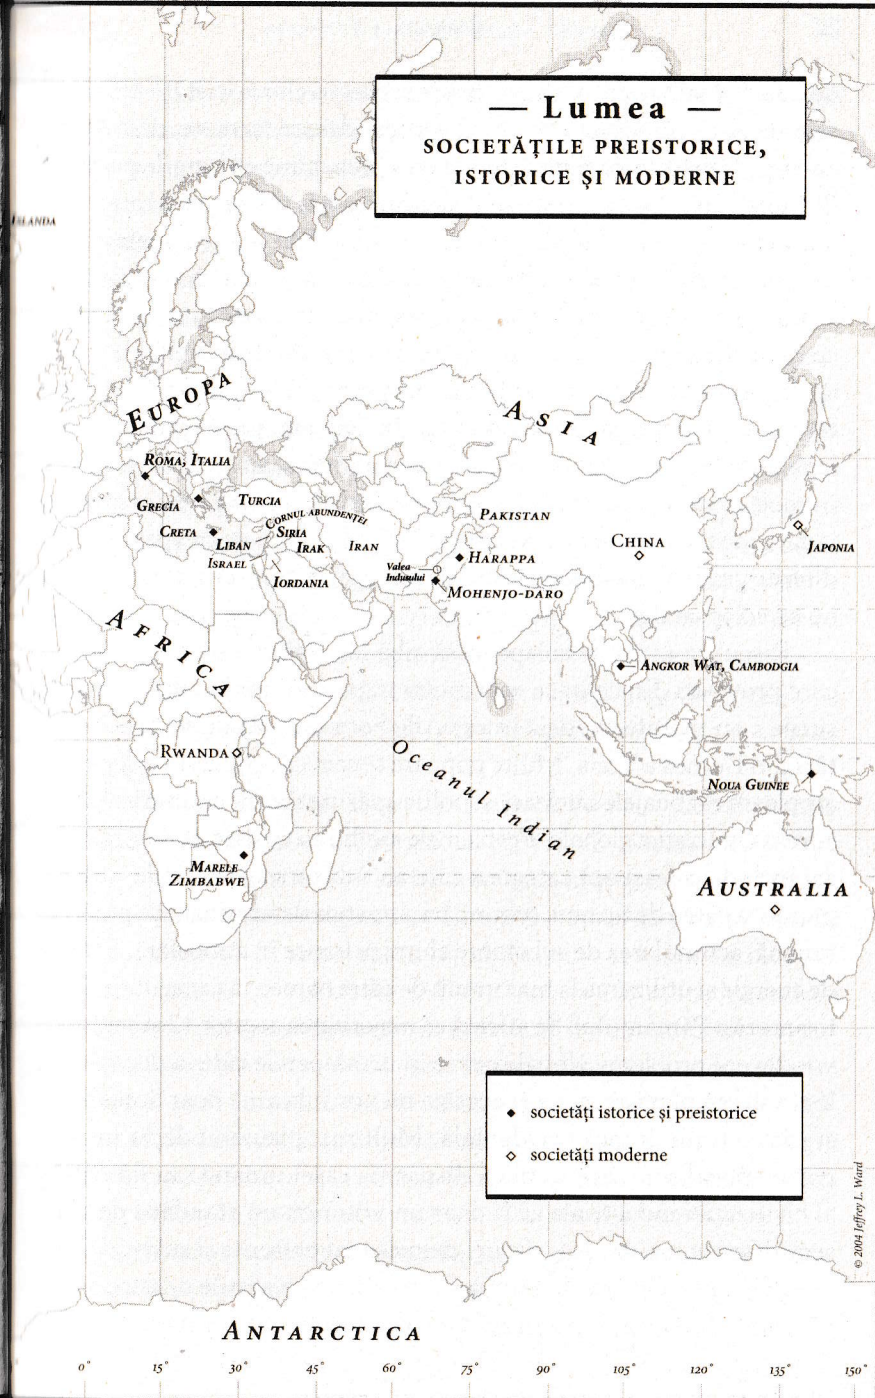 — Lumea —
SOCIETĂȚILE PREISTORICE,
ISTORICE ȘI MODERNE
ISLANDA
EUROPA
ASIA
ROMA, ITALIA
GRECIA
TURCIA
CORNUL ABUNDENȚEI
CRETA
LIBAN
SIRIA
ISRAEL
IRAK
IRAN
IORDANIA
PAKISTAN
Valea
Indusului
HARAPPA
MOHENJO-DARO
CHINA
JAPONIA
AFRICA
ANGKOR WAT, CAMBODGIA
RWANDA
Oceanul Indian
NOUA GUINEE
MARELE
ZIMBABWE
AUSTRALIA
societăți istorice și preistorice
societăți moderne
© 2004 Jeffrey L. Ward
ANTARCTICA
0° 15° 30° 45° 60° 75° 90° 105° 120° 135° 150°